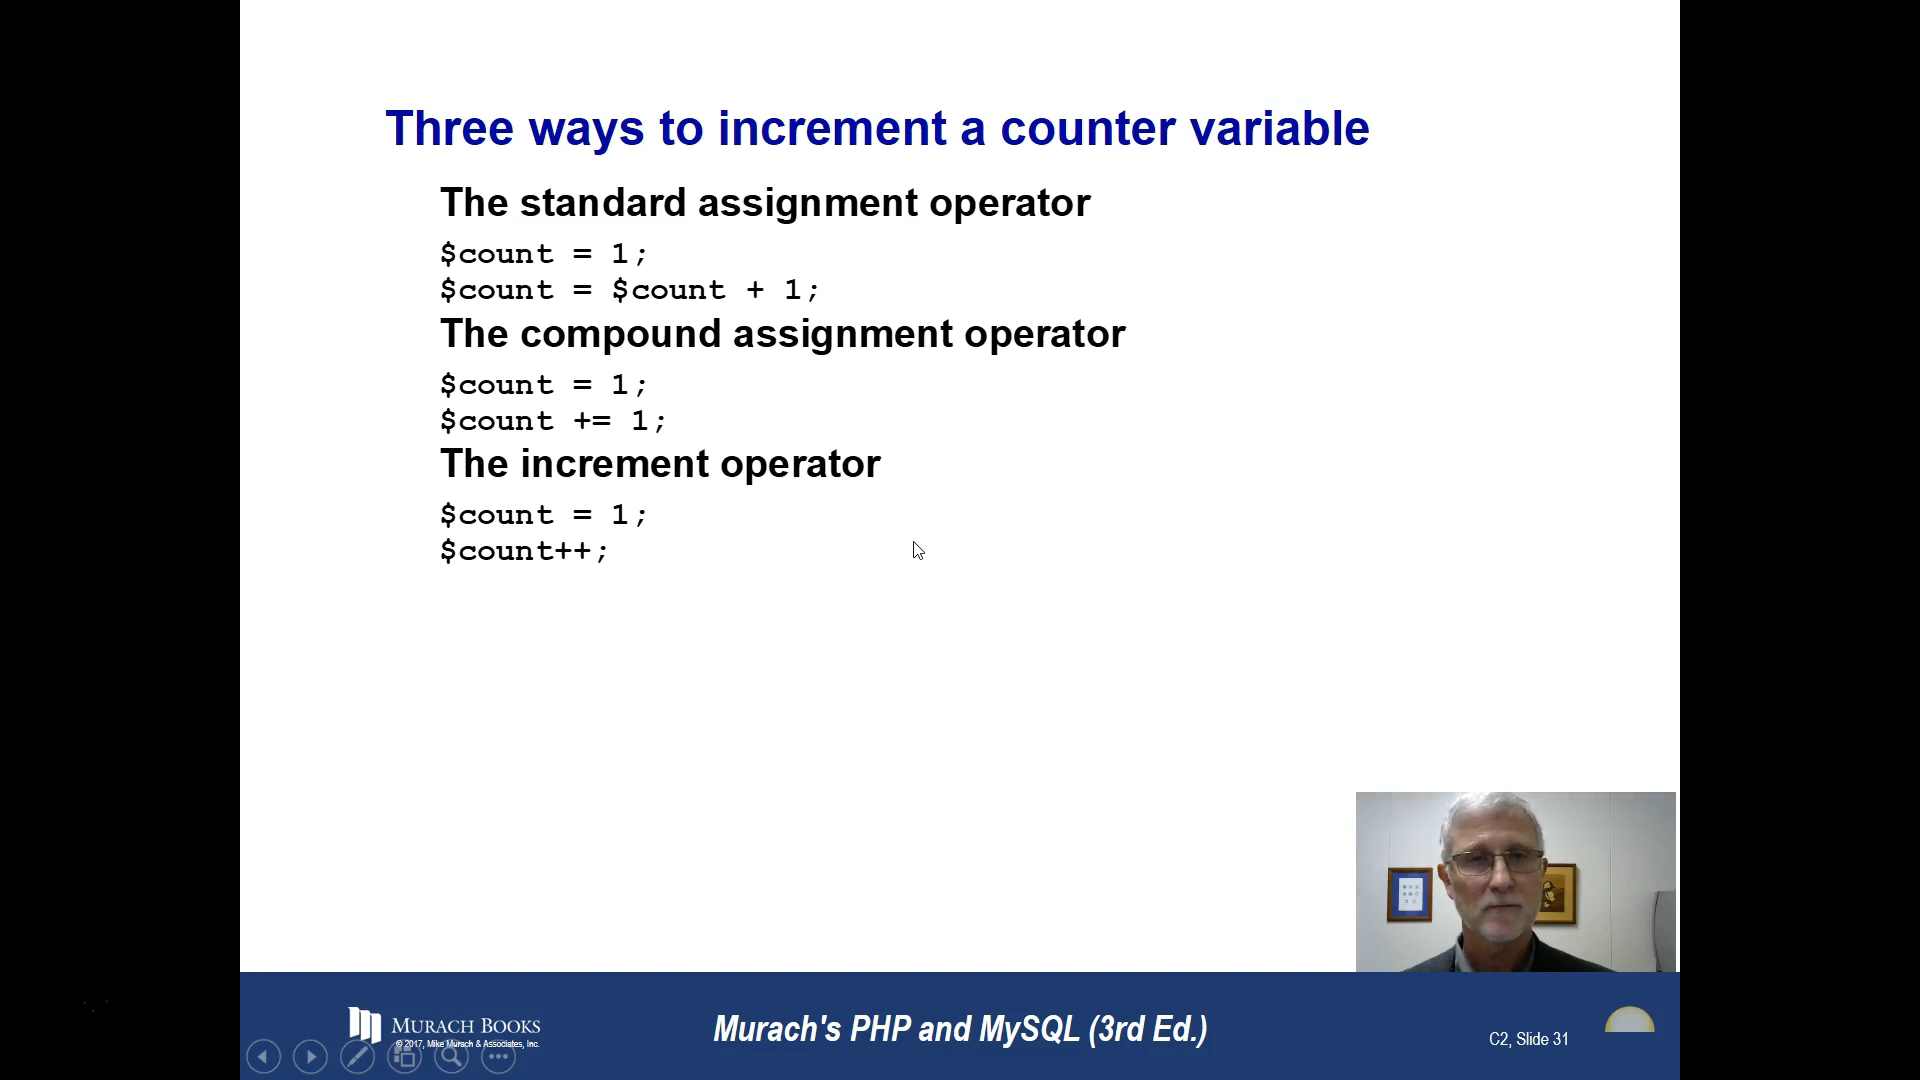 Three ways to increment a counter variable
The standard assignment operator
$count = 1;
$count = $count + 1;
The compound assignment operator
$count = 1;
$count += 1;
The increment operator
$count = 1;
$count++;
MURACH BOOKS
© 2017, Mike Murach & Associates, Inc.
Murach's PHP and MySQL (3rd Ed.)
C2, Slide 31